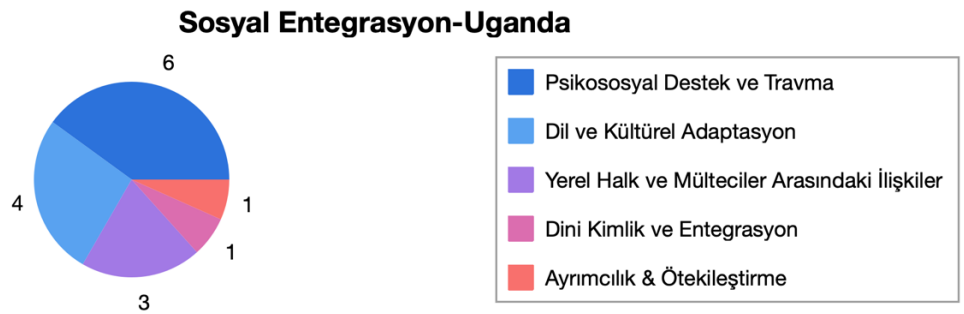 Sosyal Entegrasyon-Uganda
6
4
3
1
1
Psikososyal Destek ve Travma
Dil ve Kültürel Adaptasyon
Yerel Halk ve Mülteciler Arasındaki İlişkiler
Dini Kimlik ve Entegrasyon
Ayrımcılık & Ötekileştirme